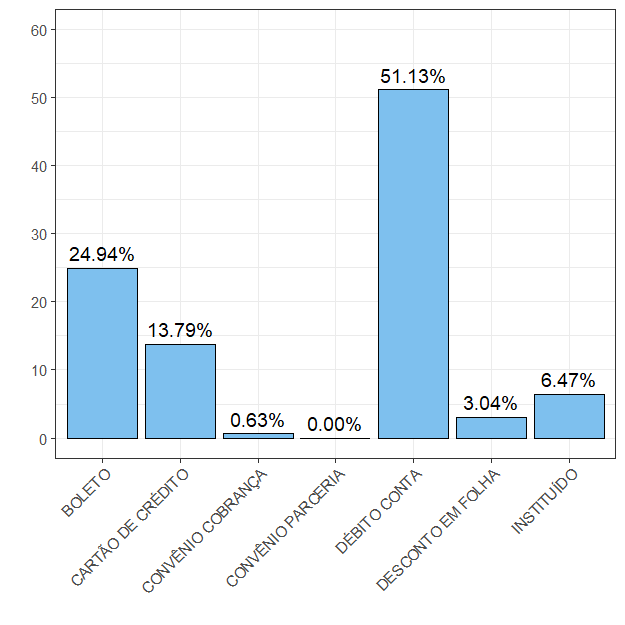 60
50
40
30
20
10
0
24.94%
13.79%
0.63%
0.00%
51.13%
3.04%
6.47%
BOLETO
CARTÃO DE CRÉDITO
CONVÊNIO COBRANÇA
CONVÊNIO PARCERIA
DÉBITO CONTA
DESCONTO EM FOLHA
INSTITUÍDO